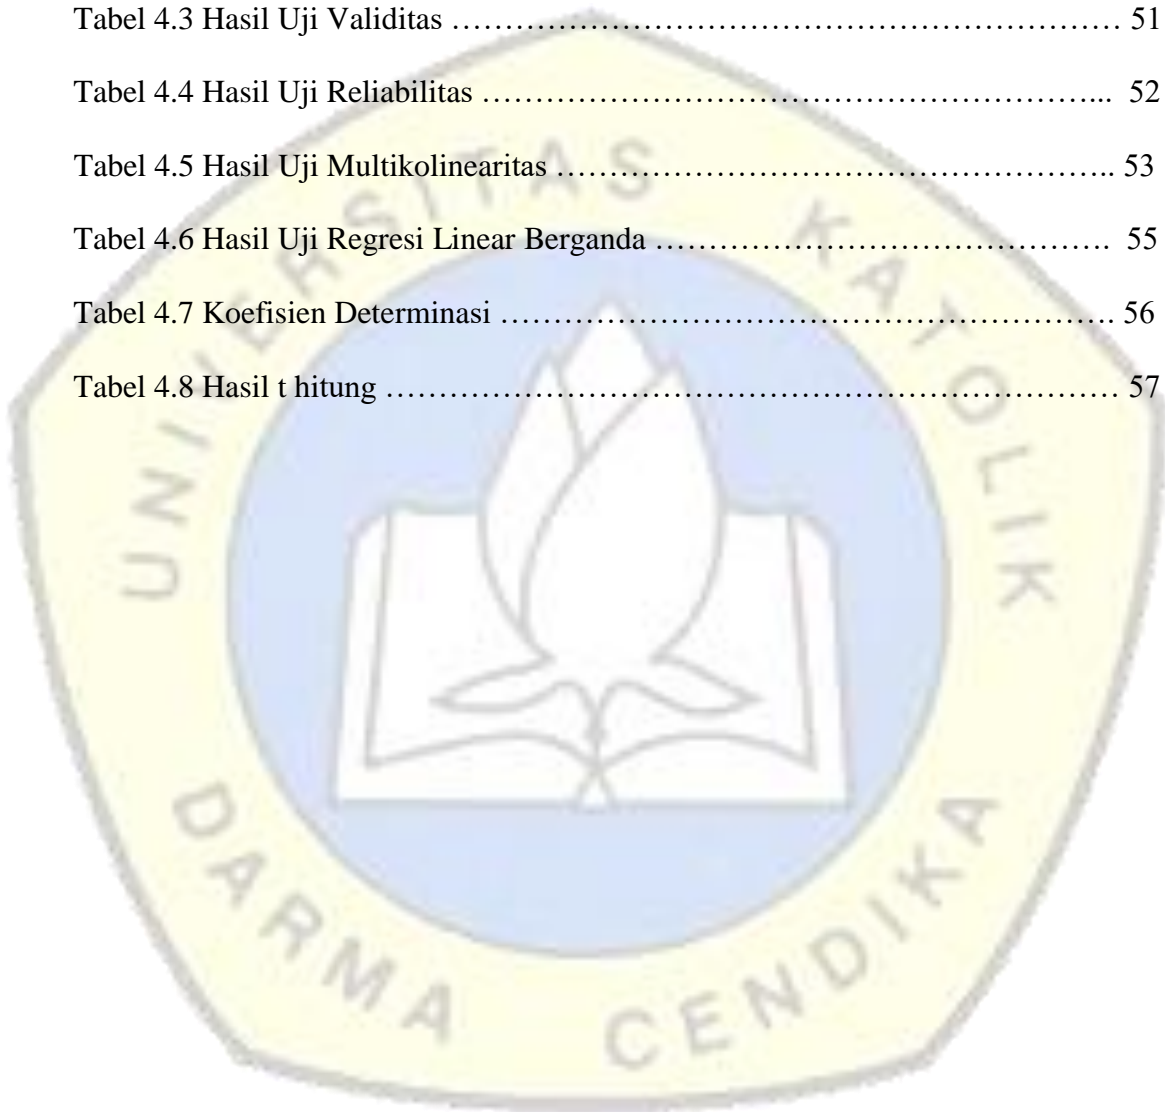 Tabel 4.3 Hasil Uji Validitas ……………………………………………………… 51
Tabel 4.4 Hasil Uji Reliabilitas ………………………………………………... 52
Tabel 4.5 Hasil Uji Multikolinearitas …………………………………………….. 53
Tabel 4.6 Hasil Uji Regresi Linear Berganda ……………………………………. 55
Tabel 4.7 Koefisien Determinasi ………………………………………………… 56
Tabel 4.8 Hasil t hitung …………………………………………………………… 57
UNIVERSITAS KATOLIK
DARMA CENDIKA